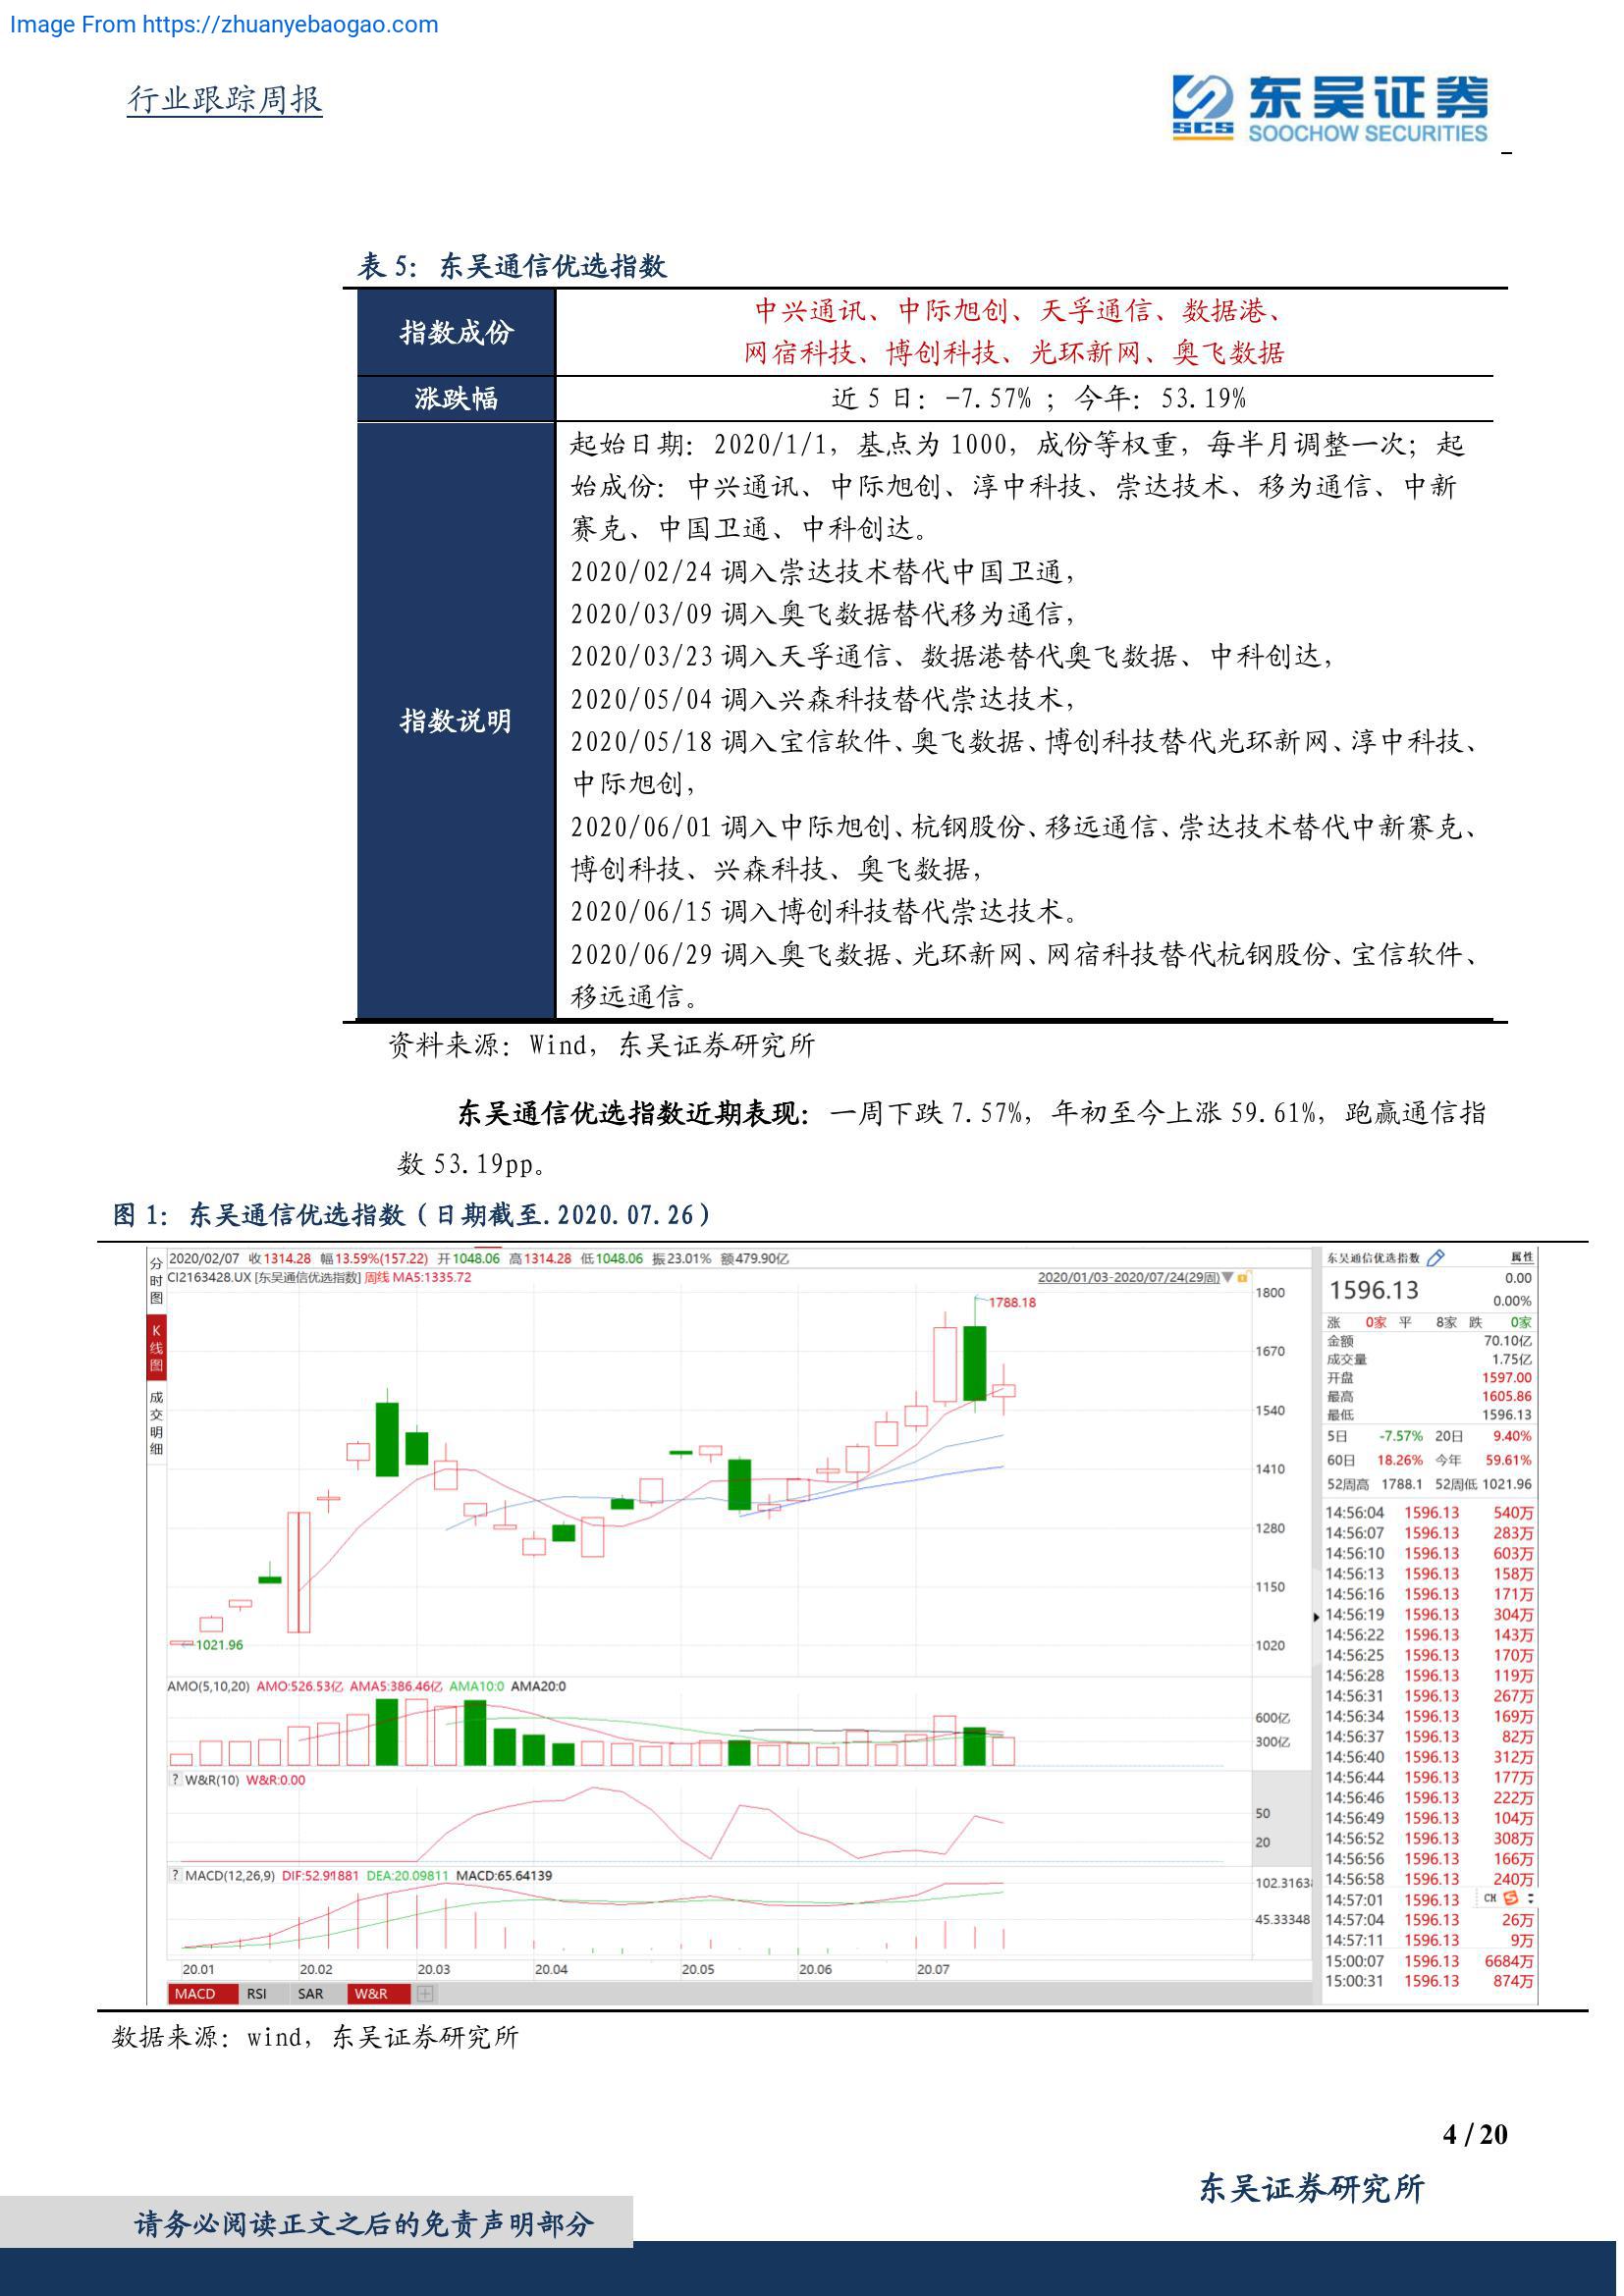 Image From https://zhuanyebaogao.com
行业跟踪周报
东吴证券
SCS
SOOCHOW SECURITIES
表 5：东吴通信优选指数
指数成份
中兴通讯、中际旭创、天孚通信、数据港、
网宿科技、博创科技、光环新网、奥飞数据
涨跌幅
近 5 日：-7.57% ；今年：53.19%
指数说明
起始日期：2020/1/1，基点为 1000，成份等权重，每半月调整一次；起
始成份：中兴通讯、中际旭创、淳中科技、崇达技术、移为通信、中新
赛克、中国卫通、中科创达。
2020/02/24 调入崇达技术替代中国卫通，
2020/03/09 调入奥飞数据替代移为通信，
2020/03/23 调入天孚通信、数据港替代奥飞数据、中科创达，
2020/05/04 调入兴森科技替代崇达技术，
2020/05/18 调入宝信软件、奥飞数据、博创科技替代光环新网、淳中科技、
中际旭创，
2020/06/01 调入中际旭创、杭钢股份、移远通信、崇达技术替代中新赛克、
博创科技、兴森科技、奥飞数据，
2020/06/15 调入博创科技替代崇达技术。
2020/06/29 调入奥飞数据、光环新网、网宿科技替代杭钢股份、宝信软件、
移远通信。
资料来源：Wind，东吴证券研究所
东吴通信优选指数近期表现：一周下跌 7.57%，年初至今上涨 59.61%，跑赢通信指
数 53.19pp。
图 1：东吴通信优选指数（日期截至.2020.07.26）
分时图
K线图
成交明细
2020/02/07 收1314.28 幅13.59%(157.22) 开1048.06 高1314.28 低1048.06 振23.01% 额479.90亿
CI2163428.UX [东吴通信优选指数] 周线 MA5:1335.72
2020/01/03-2020/07/24(29周)
1788.18
1021.96
1800
1670
1540
1410
1280
1150
1020
AMO(5,10,20) AMO:526.53亿 AMA5:386.46亿 AMA10:0 AMA20:0
600亿
300亿
? W&R(10) W&R:0.00
50
20
? MACD(12,26,9) DIF:52.91881 DEA:20.09811 MACD:65.64139
102.3163
45.33348
20.01 20.02 20.03 20.04 20.05 20.06 20.07
MACD RSI SAR W&R
东吴通信优选指数 属性
1596.13 0.00
0.00%
涨 0家 平 8家 跌 0家
金额 70.10亿
成交量 1.75亿
开盘 1597.00
最高 1605.86
最低 1596.13
5日 -7.57% 20日 9.40%
60日 18.26% 今年 59.61%
52周高 1788.1 52周低 1021.96
14:56:04 1596.13 540万
14:56:07 1596.13 283万
14:56:10 1596.13 603万
14:56:13 1596.13 158万
14:56:16 1596.13 171万
14:56:19 1596.13 304万
14:56:22 1596.13 143万
14:56:25 1596.13 170万
14:56:28 1596.13 119万
14:56:31 1596.13 267万
14:56:34 1596.13 169万
14:56:37 1596.13 82万
14:56:40 1596.13 312万
14:56:44 1596.13 177万
14:56:46 1596.13 222万
14:56:49 1596.13 104万
14:56:52 1596.13 308万
14:56:56 1596.13 166万
14:56:58 1596.13 240万
14:57:01 1596.13 CH
14:57:04 1596.13 26万
14:57:11 1596.13 9万
15:00:07 1596.13 6684万
15:00:31 1596.13 874万
数据来源：wind，东吴证券研究所
4 / 20
东吴证券研究所
请务必阅读正文之后的免责声明部分